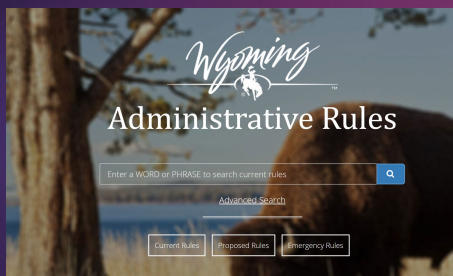 Wyoming
TM
Administrative Rules
Enter a WORD or PHRASE to search current rules
Advanced Search
Current Rules
Proposed Rules
Emergency Rules